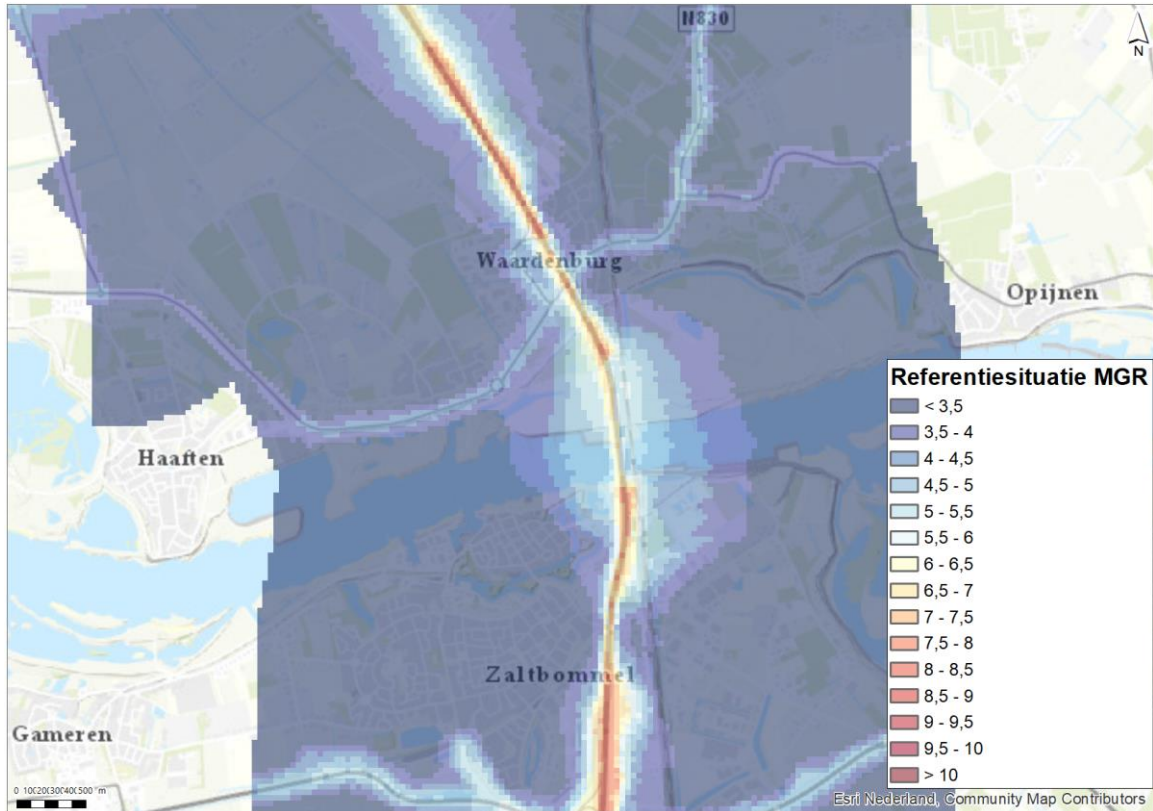 N830
N
Waardenburg
Opijnen
Haaften
Zaltbommel
Gameren
Referentiesituatie MGR
< 3,5
3,5 - 4
4 - 4,5
4,5 - 5
5 - 5,5
5,5 - 6
6 - 6,5
6,5 - 7
7 - 7,5
7,5 - 8
8 - 8,5
8,5 - 9
9 - 9,5
9,5 - 10
> 10
0 100200300400500 m
Esri Nederland, Community Map Contributors